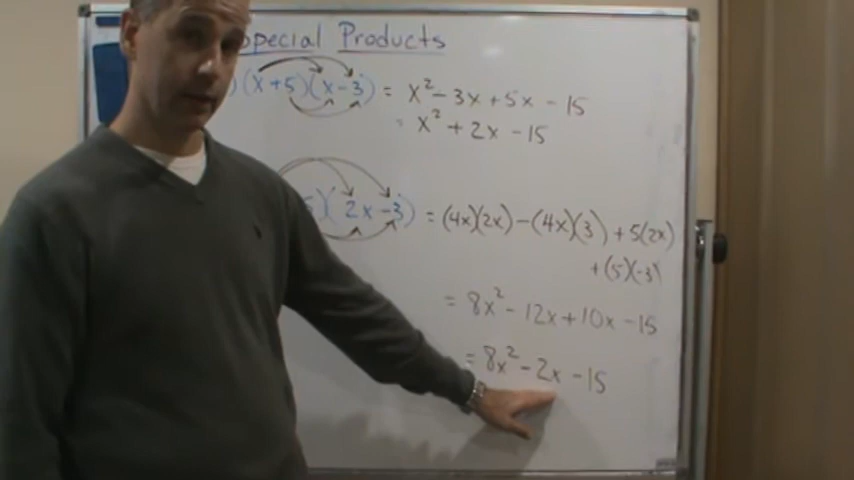 Special Products
) (x + 5)(x - 3) = x² - 3x + 5x - 15
= x² + 2x - 15
5)( 2x - 3) = (4x)(2x) - (4x)(3) + 5(2x)
+ (5)(-3)
= 8x² - 12x + 10x - 15
= 8x² - 2x - 15